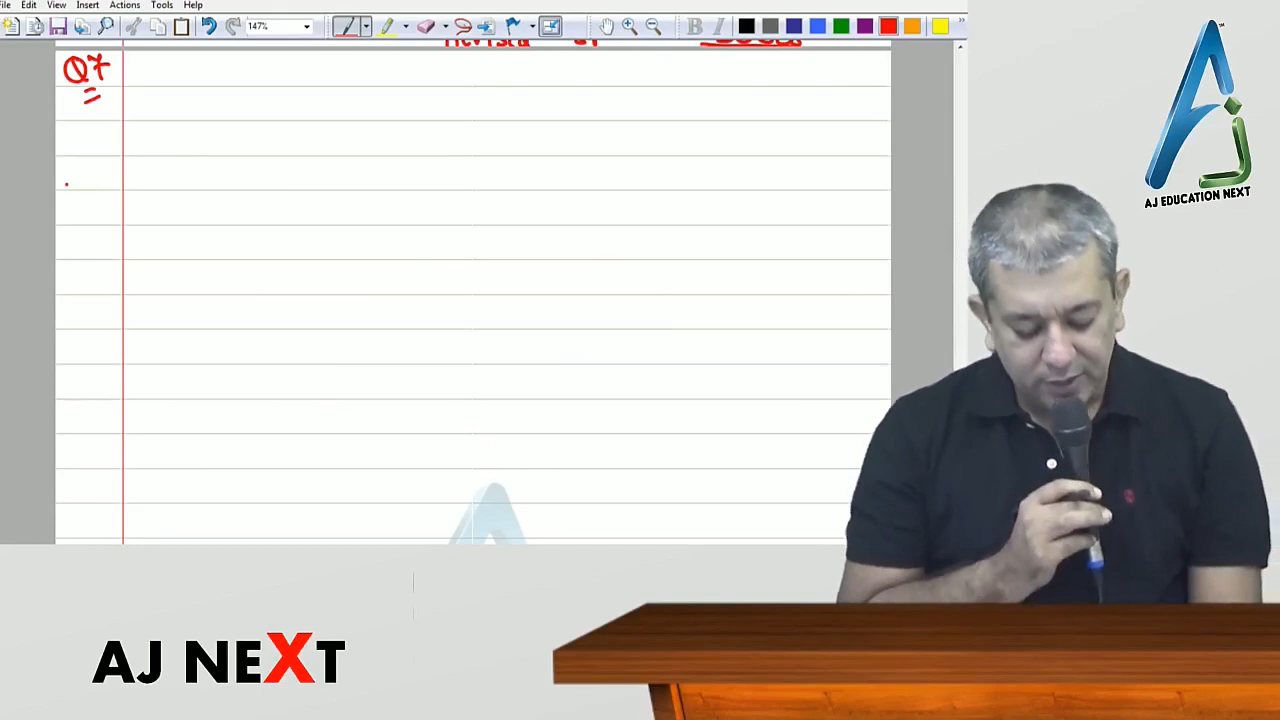 File Edit View Insert Actions Tools Help
147%
B I
Q7
AJ EDUCATION NEXT
AJ NEXT